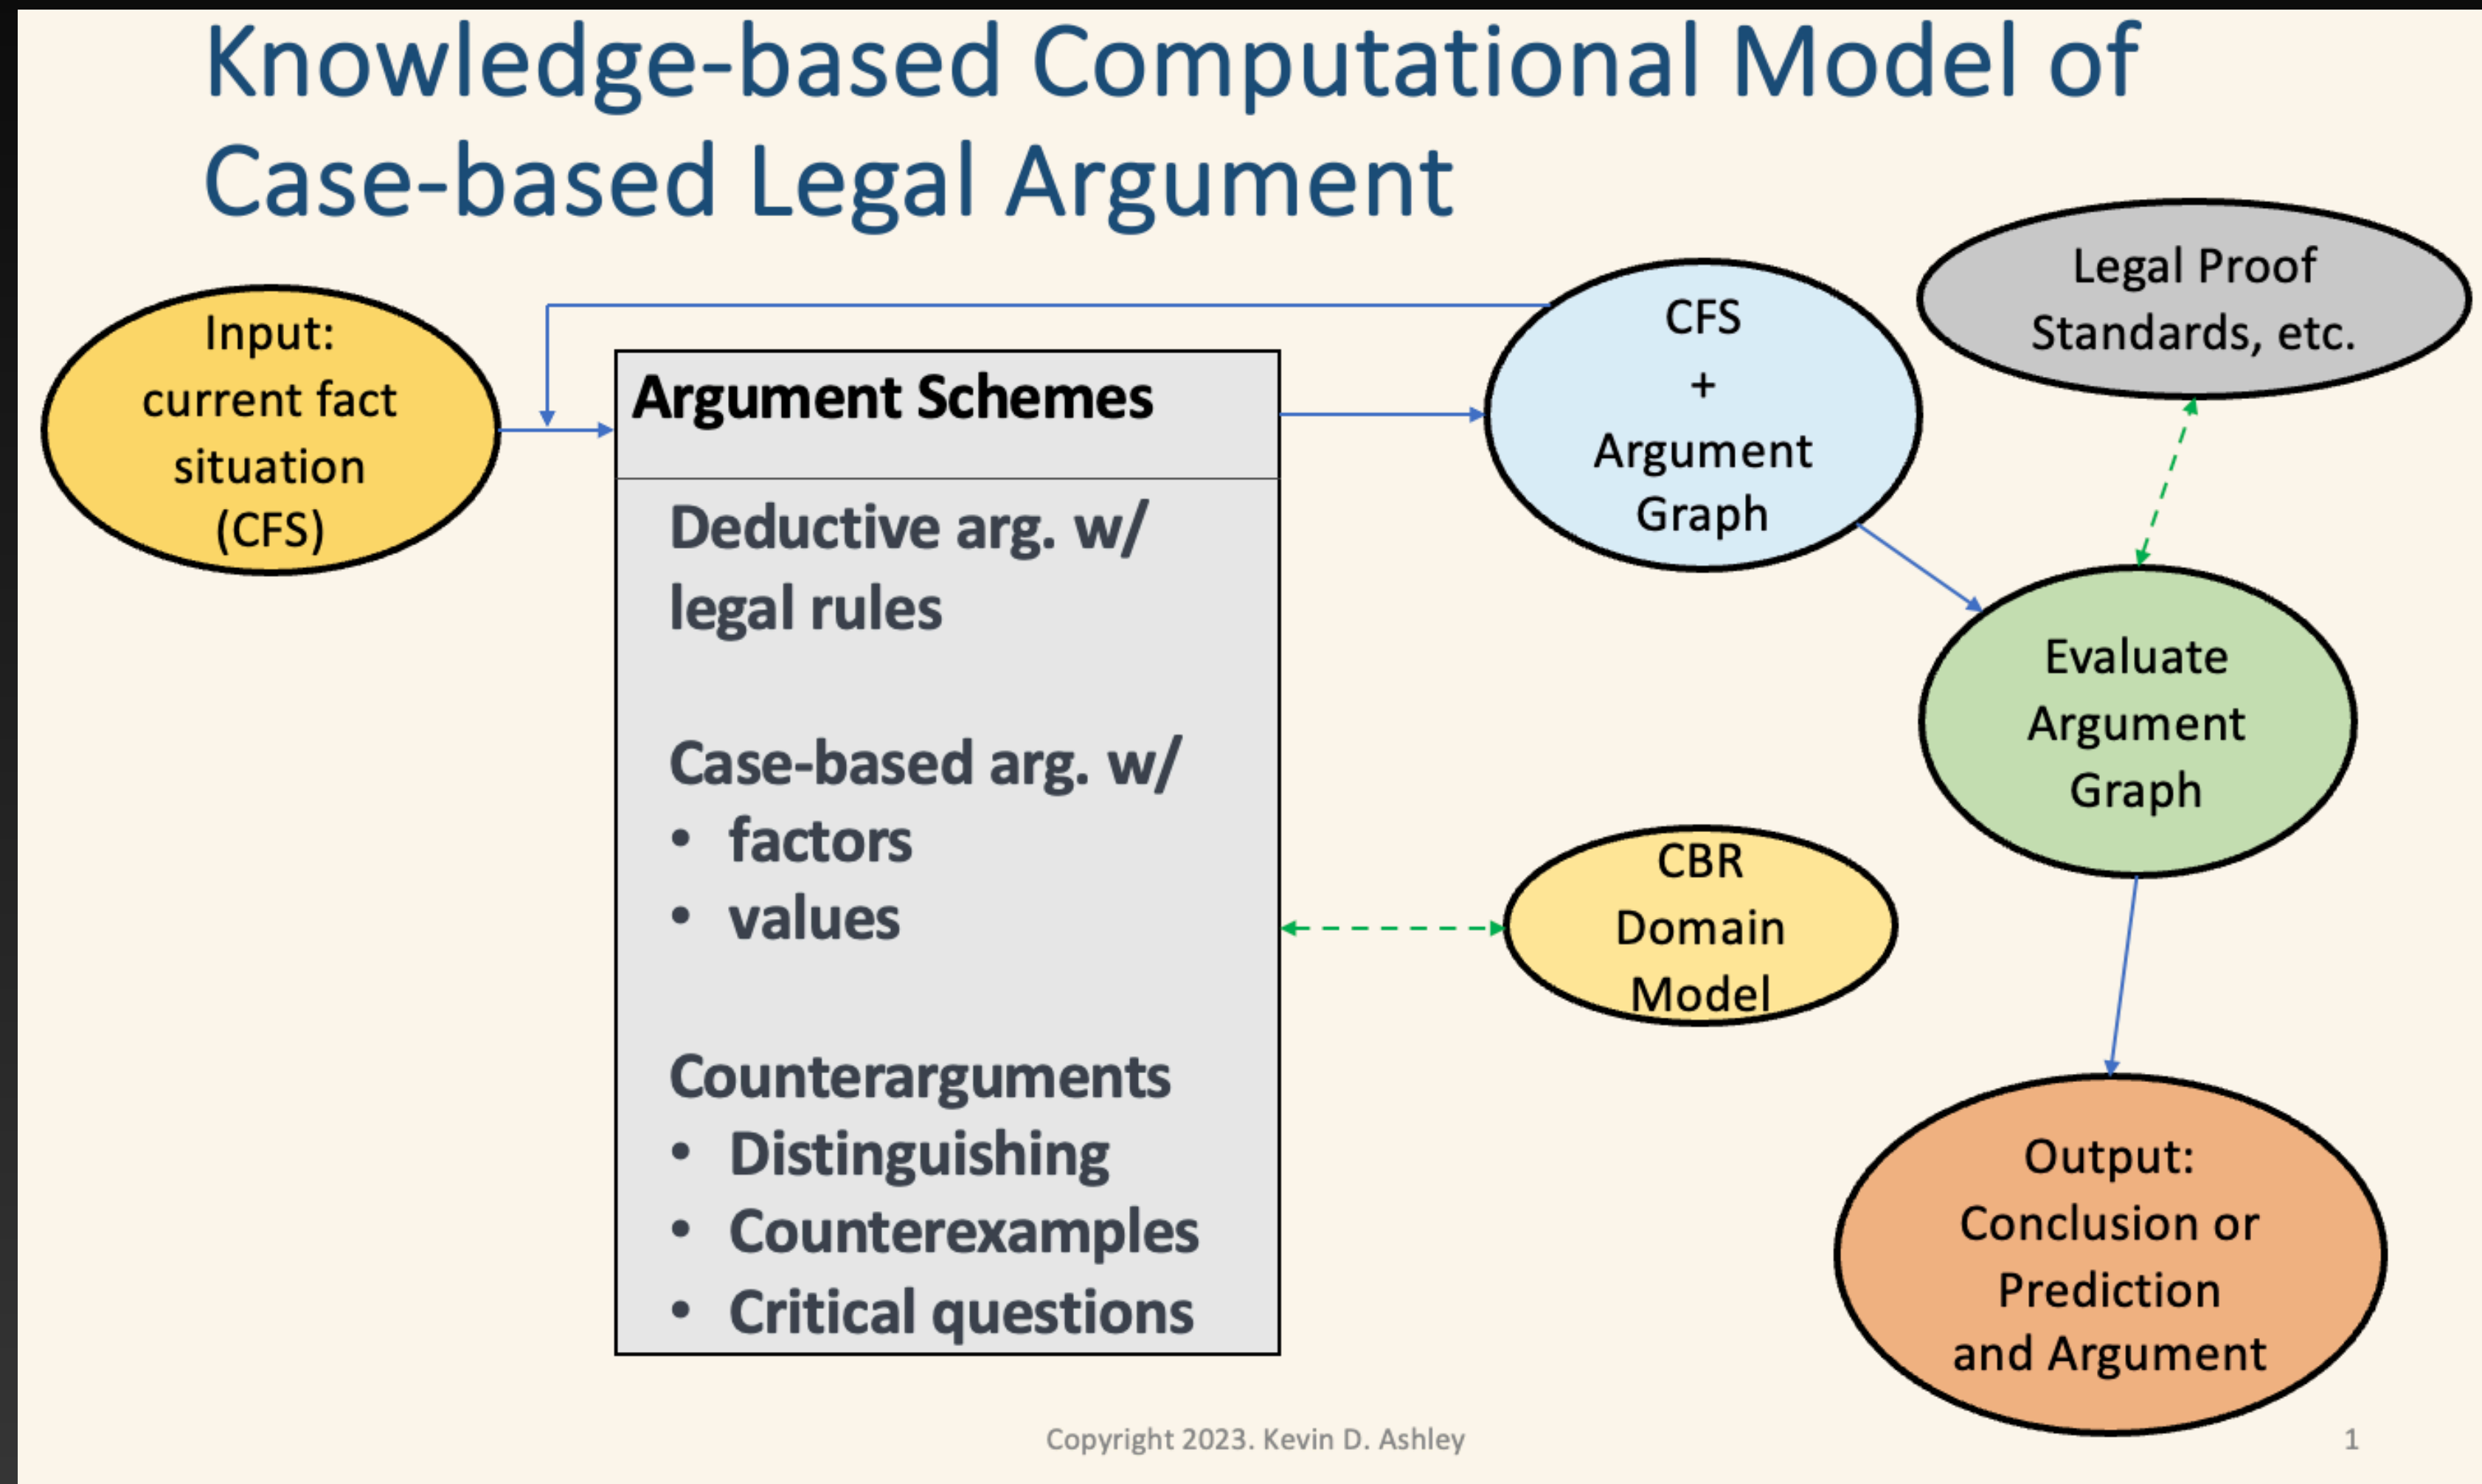 Knowledge-based Computational Model of
Case-based Legal Argument
Input:
current fact
situation
(CFS)
Argument Schemes
Deductive arg. w/
legal rules
Case-based arg. w/
• factors
• values
Counterarguments
• Distinguishing
• Counterexamples
• Critical questions
CFS
+
Argument
Graph
Legal Proof
Standards, etc.
Evaluate
Argument
Graph
CBR
Domain
Model
Output:
Conclusion or
Prediction
and Argument
Copyright 2023. Kevin D. Ashley
1